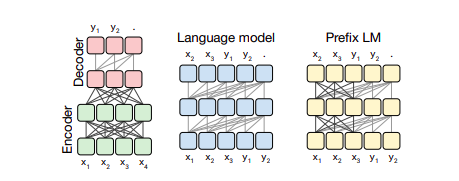 y1 y2 .
Decoder
Encoder
x1 x2 x3 x4
Language model
x2 x3 y1 y2 .
x1 x2 x3 y1 y2
Prefix LM
x2 x3 y1 y2 .
x1 x2 x3 y1 y2